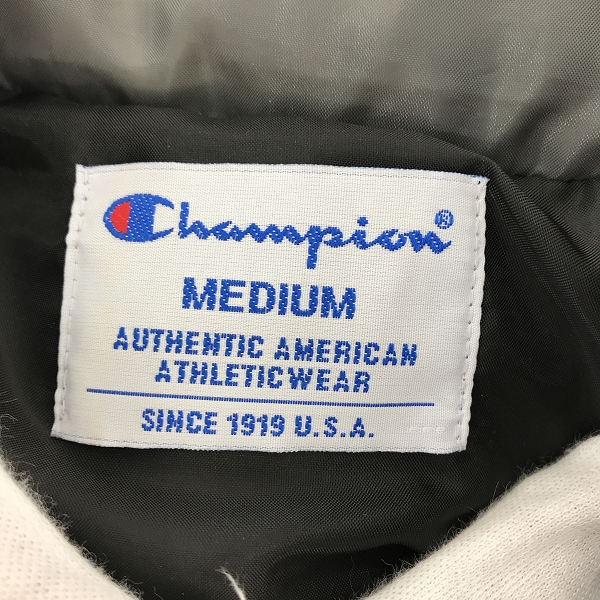 Champion®
MEDIUM
AUTHENTIC AMERICAN
ATHLETICWEAR
SINCE 1919 U.S.A.